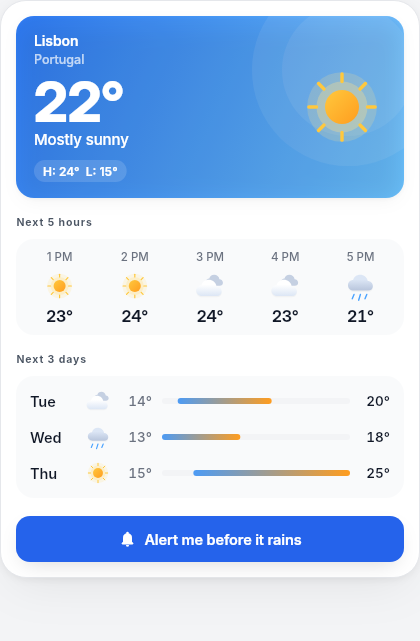 Lisbon
Portugal
22°
Mostly sunny
H: 24° L: 15°
Next 5 hours
1 PM 2 PM 3 PM 4 PM 5 PM
23° 24° 24° 23° 21°
Next 3 days
Tue 14° 20°
Wed 13° 18°
Thu 15° 25°
Alert me before it rains